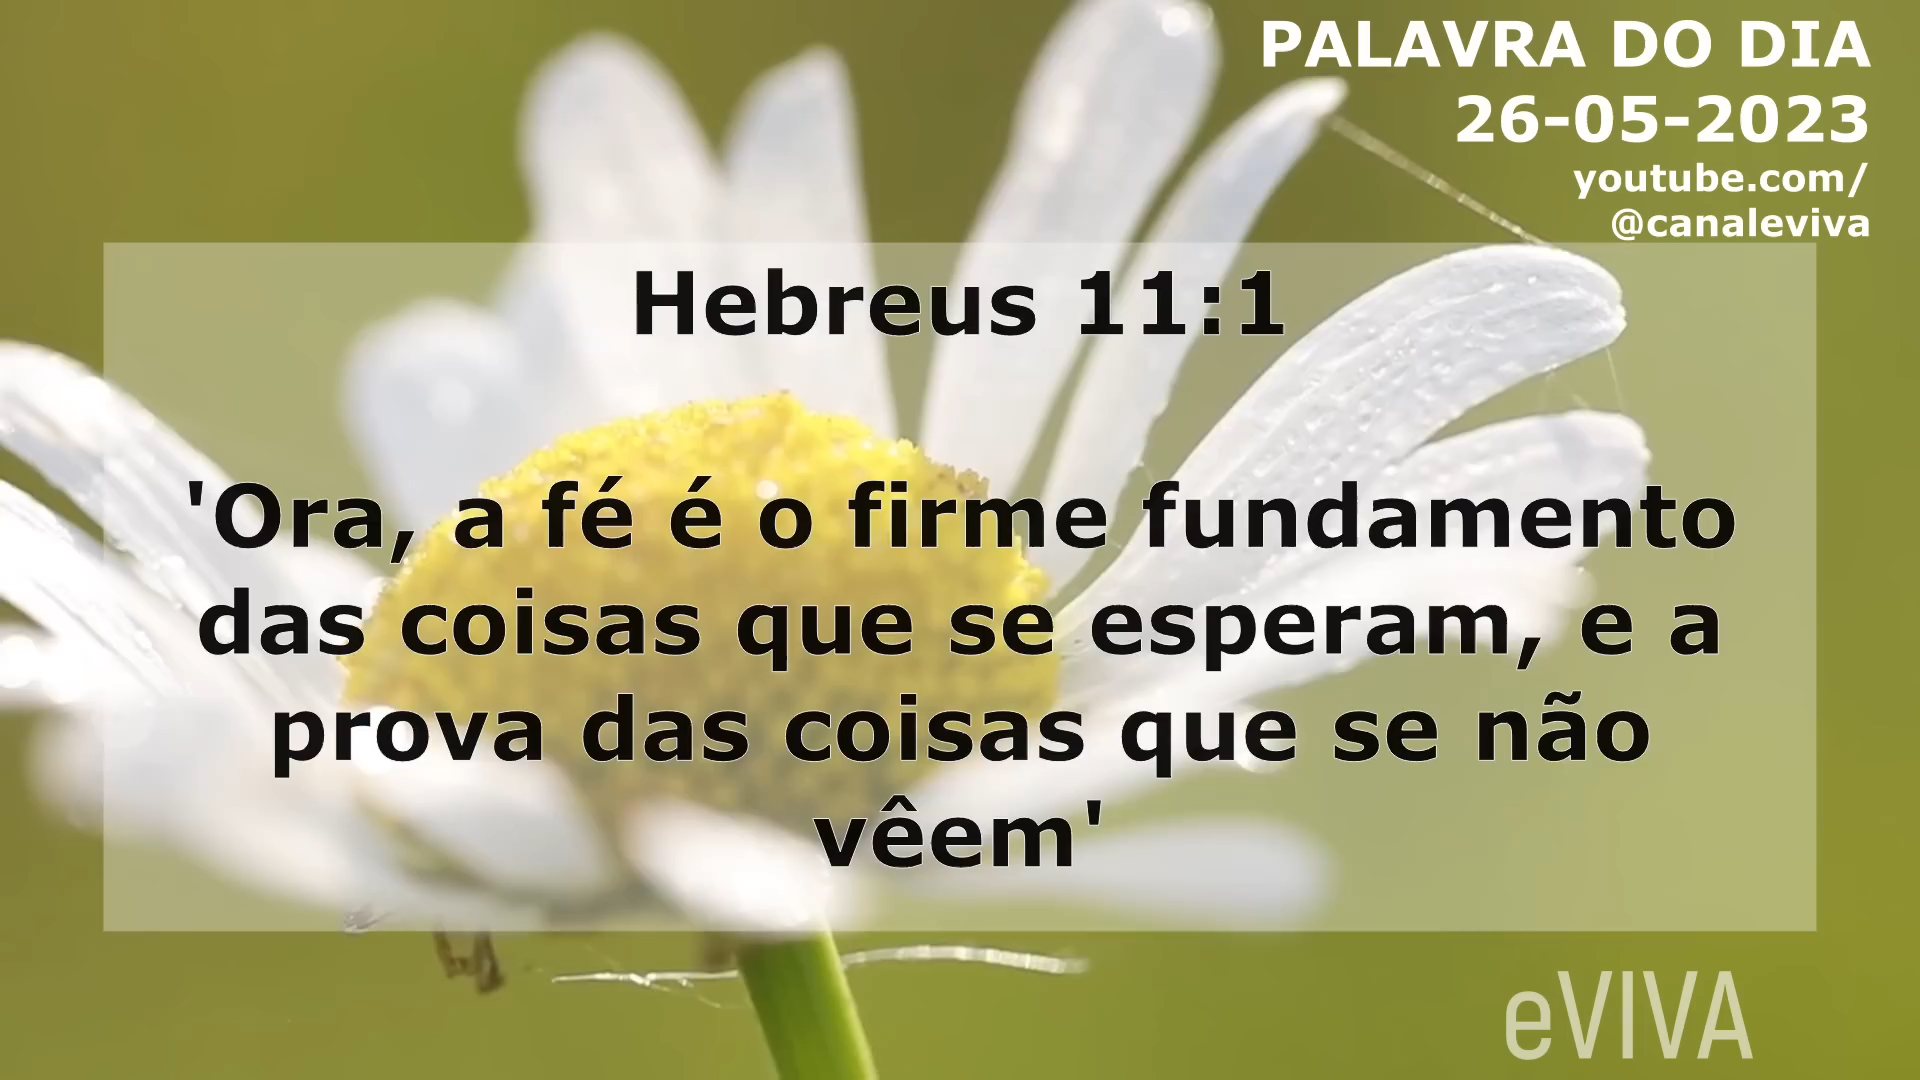 PALAVRA DO DIA
26-05-2023
youtube.com/
@canaleviva
Hebreus 11:1
'Ora, a fé é o firme fundamento
das coisas que se esperam, e a
prova das coisas que se não
vêem'
eVIVA